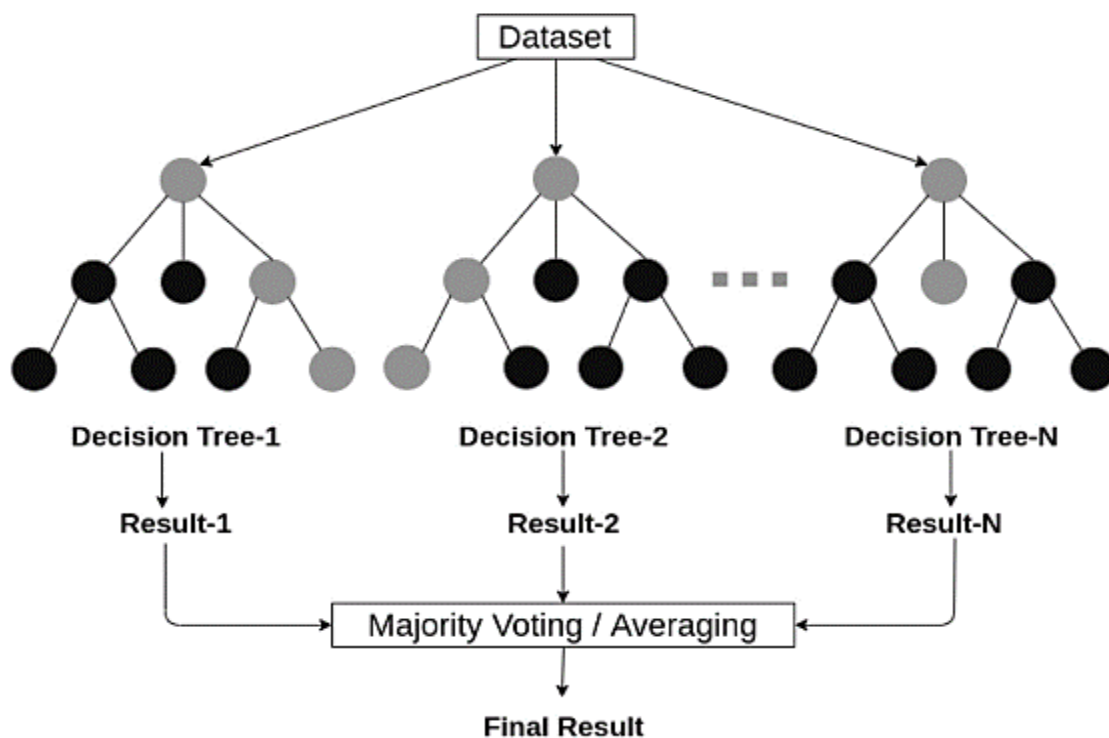 Dataset
Decision Tree-1
Decision Tree-2
Decision Tree-N
Result-1
Result-2
Result-N
Majority Voting / Averaging
Final Result